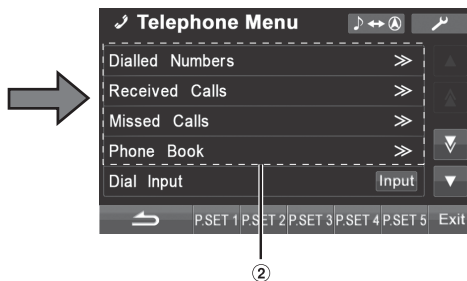 Telephone Menu
Dialled Numbers
Received Calls
Missed Calls
Phone Book
Dial Input Input
P.SET 1 P.SET 2 P.SET 3 P.SET 4 P.SET 5 Exit
2